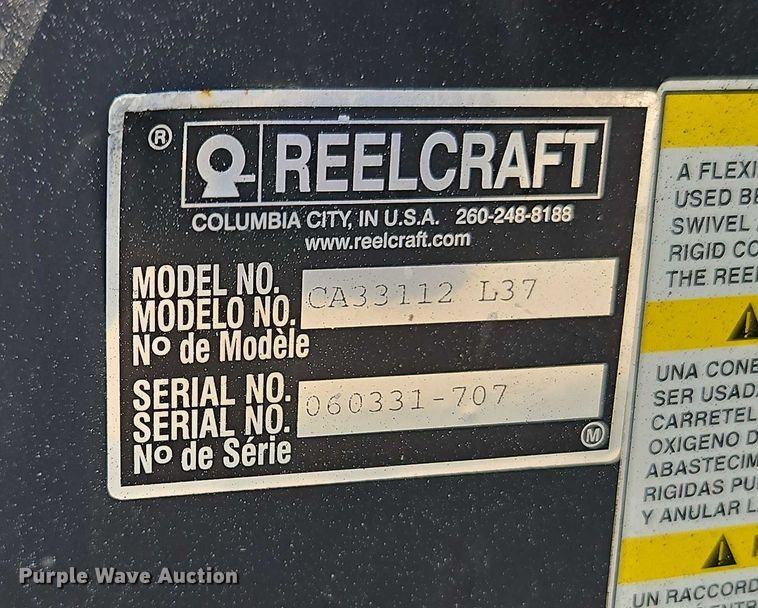 ® REELCRAFT
COLUMBIA CITY, IN U.S.A. 260-248-8188
www.reelcraft.com
MODEL NO.
MODELO NO. CA33112 L37
Nº de Modèle
SERIAL NO.
SERIAL NO. 060331-707
Nº de Série
M
A FLEXI
USED BE
SWIVEL
RIGID CO
THE REEL
UNA CONE
SER USADA
CARRETEL
OXIGENO D
ABASTECIM
RIGIDAS PU
Y ANULAR L
UN RACCORD
Purple Wave Auction